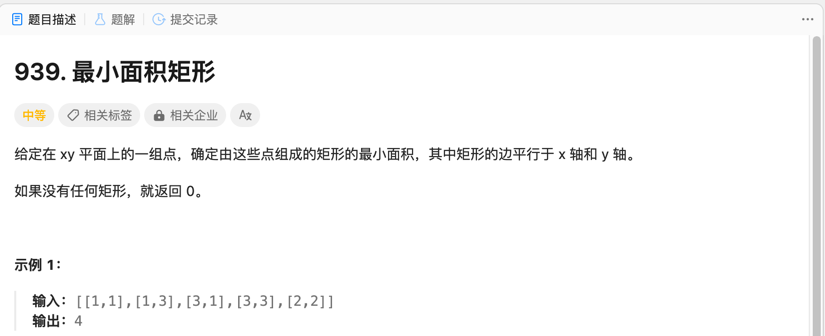 题目描述 题解 提交记录
939. 最小面积矩形
中等 相关标签 相关企业 Ax
给定在 xy 平面上的一组点，确定由这些点组成的矩形的最小面积，其中矩形的边平行于 x 轴和 y 轴。
如果没有任何矩形，就返回 0。
示例 1：
输入：[[1,1],[1,3],[3,1],[3,3],[2,2]]
输出：4